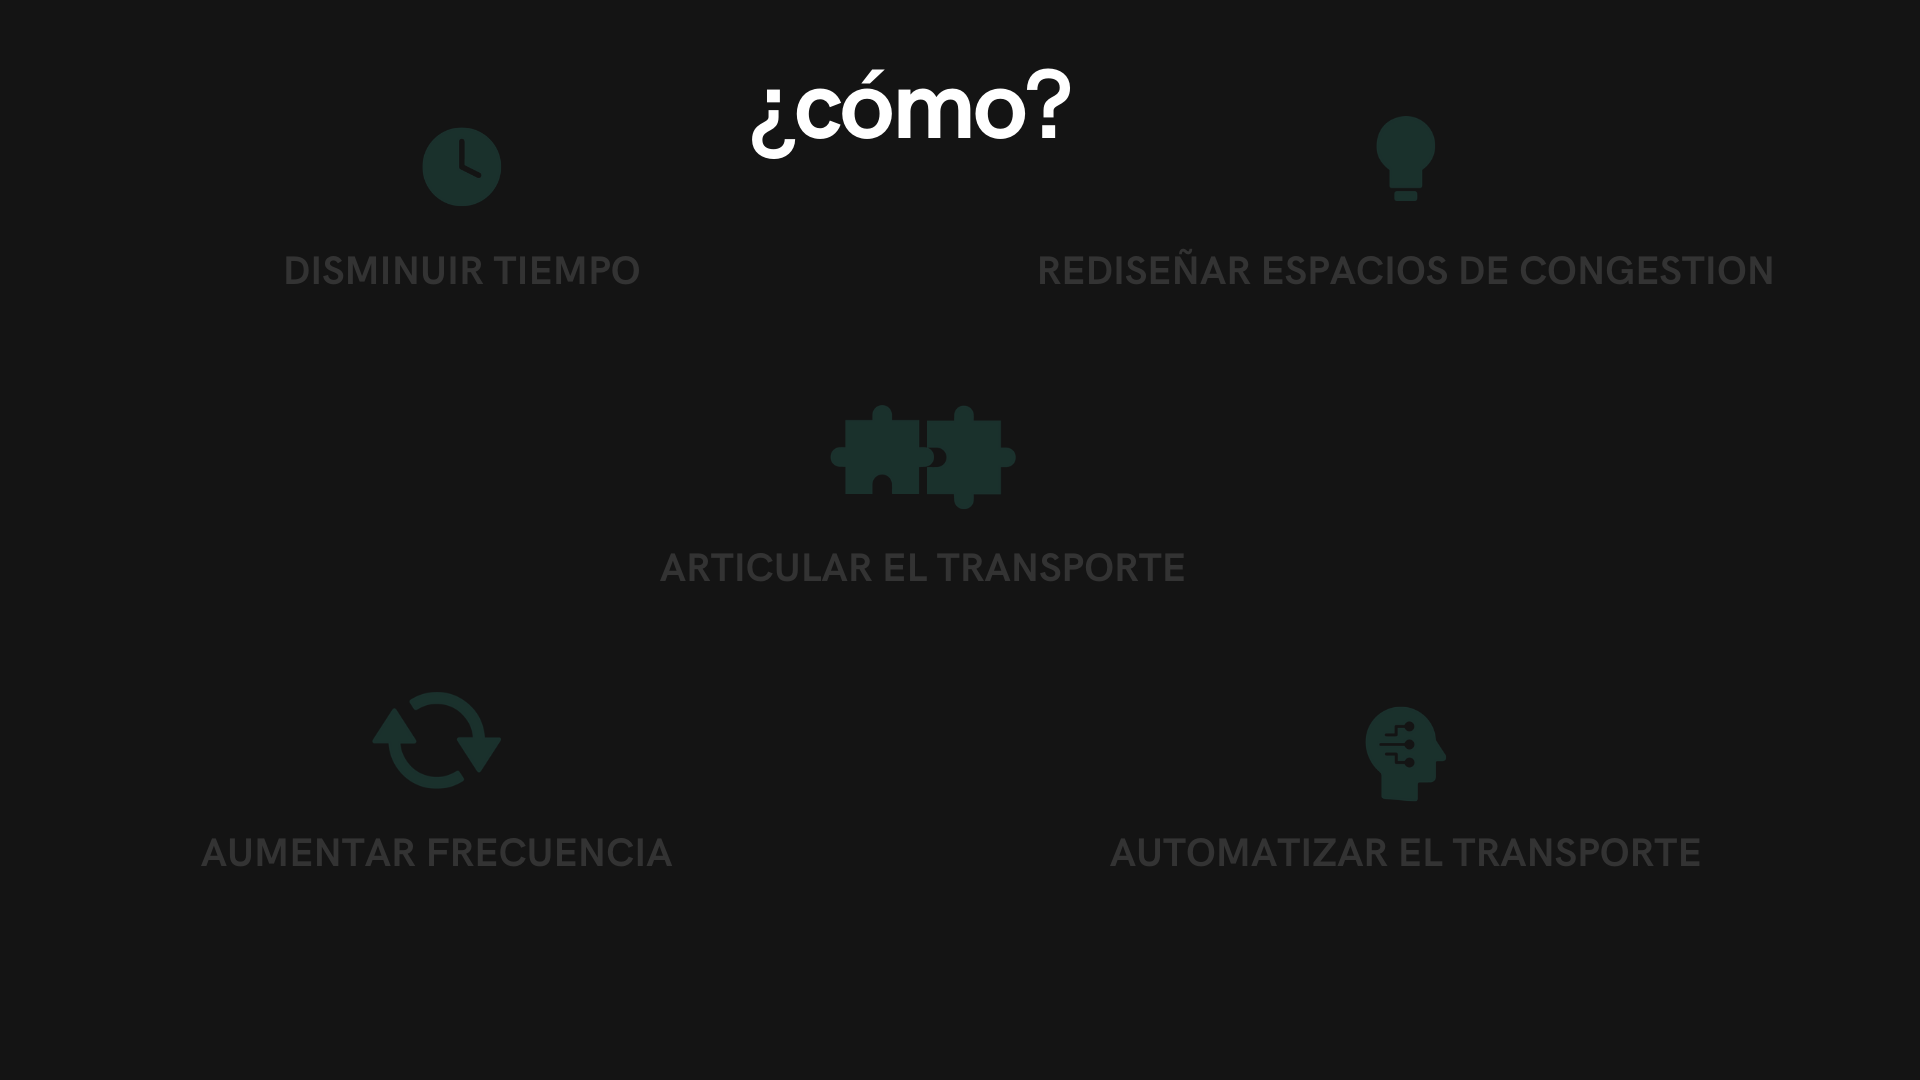 ¿cómo?
DISMINUIR TIEMPO
REDISEÑAR ESPACIOS DE CONGESTION
ARTICULAR EL TRANSPORTE
AUMENTAR FRECUENCIA
AUTOMATIZAR EL TRANSPORTE